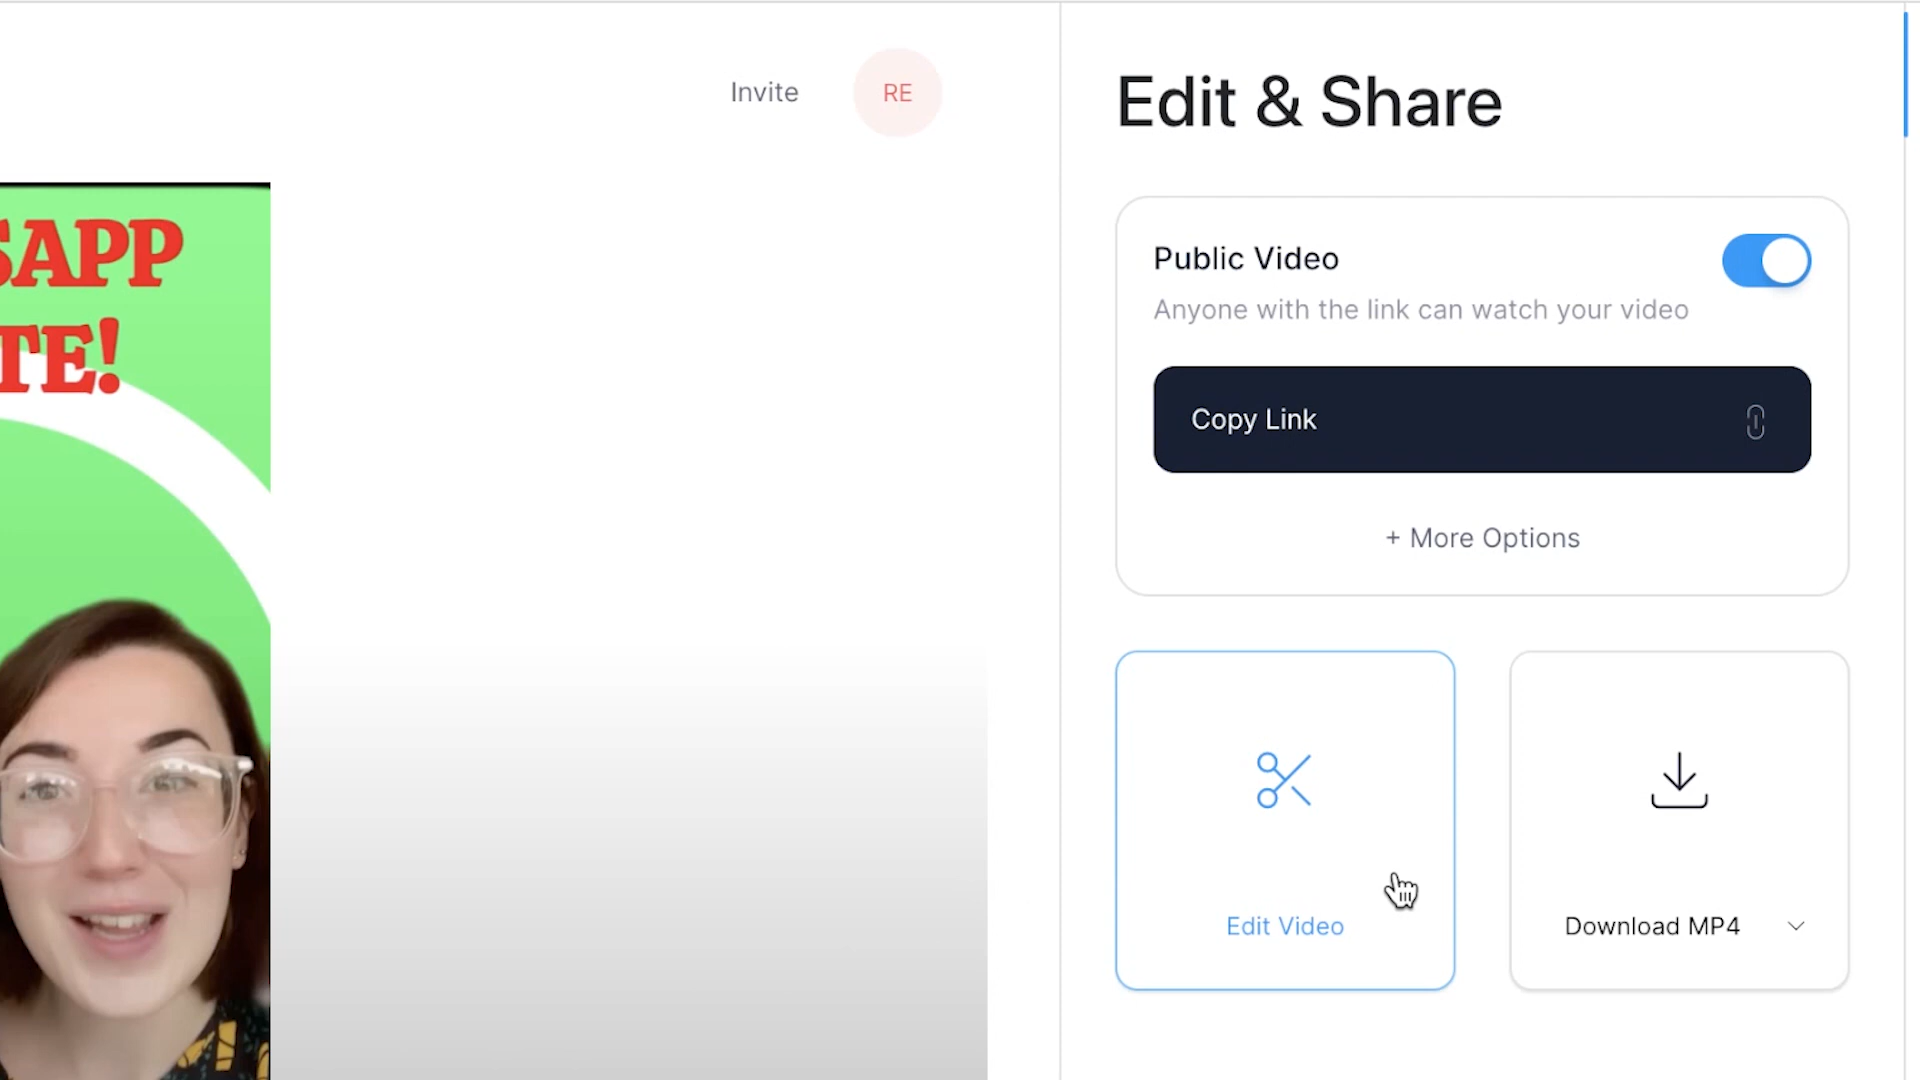 Invite
RE
Edit & Share
SAPP
TE!
Public Video
Anyone with the link can watch your video
Copy Link
+ More Options
Edit Video
Download MP4